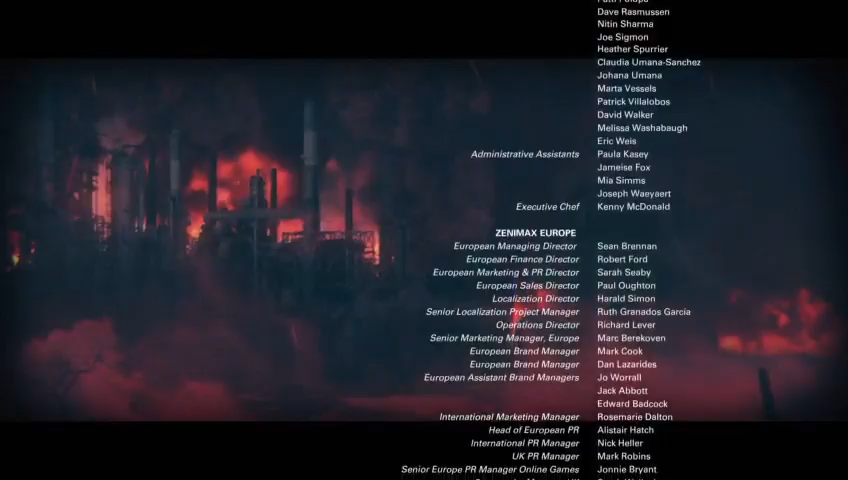 Dave Rasmussen
Nitin Sharma
Joe Sigmon
Heather Spurrier
Claudia Umana-Sanchez
Johana Umana
Marta Vessels
Patrick Villalobos
David Walker
Melissa Washabaugh
Eric Weis
Administrative Assistants Paula Kasey
Jameise Fox
Mia Simms
Joseph Waeyaert
Executive Chef Kenny McDonald
ZENIMAX EUROPE
European Managing Director Sean Brennan
European Finance Director Robert Ford
European Marketing & PR Director Sarah Seaby
European Sales Director Paul Oughton
Localization Director Harald Simon
Senior Localization Project Manager Ruth Granados García
Operations Director Richard Lever
Senior Marketing Manager, Europe Marc Berekoven
European Brand Manager Mark Cook
European Brand Manager Dan Lazarides
European Assistant Brand Managers Jo Worrall
Jack Abbott
Edward Badcock
International Marketing Manager Rosemarie Dalton
Head of European PR Alistair Hatch
International PR Manager Nick Heller
UK PR Manager Mark Robins
Senior Europe PR Manager Online Games Jonnie Bryant